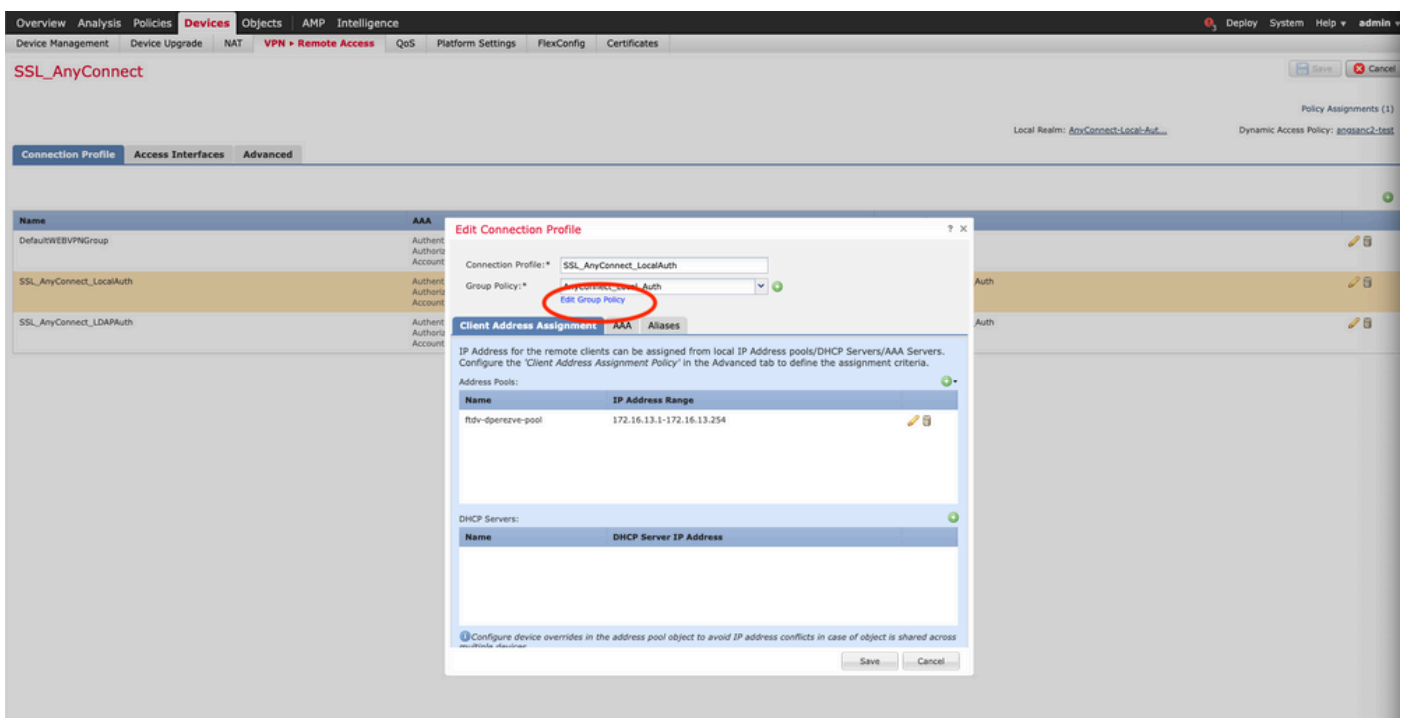 Overview Analysis Policies Devices Objects AMP Intelligence Deploy System Help admin
Device Management Device Upgrade NAT VPN ▸ Remote Access QoS Platform Settings FlexConfig Certificates
SSL_AnyConnect
Save Cancel
Policy Assignments (1)
Local Realm: AnyConnect-Local-Aut... Dynamic Access Policy: angsanc2-test
Connection Profile Access Interfaces Advanced
Name AAA
DefaultWEBVPNGroup
Authent
Authoriz
Account
SSL_AnyConnect_LocalAuth
Authent
Authoriz
Account
Auth
SSL_AnyConnect_LDAPAuth
Authent
Authoriz
Account
Auth
Edit Connection Profile ? ×
Connection Profile:* SSL_AnyConnect_LocalAuth
Group Policy:* AnyConnect_Local_Auth
Edit Group Policy
Client Address Assignment AAA Aliases
IP Address for the remote clients can be assigned from local IP Address pools/DHCP Servers/AAA Servers.
Configure the 'Client Address Assignment Policy' in the Advanced tab to define the assignment criteria.
Address Pools:
Name IP Address Range
ftdv-dperezve-pool 172.16.13.1-172.16.13.254
DHCP Servers:
Name DHCP Server IP Address
Configure device overrides in the address pool object to avoid IP address conflicts in case of object is shared across
multiple devices
Save Cancel